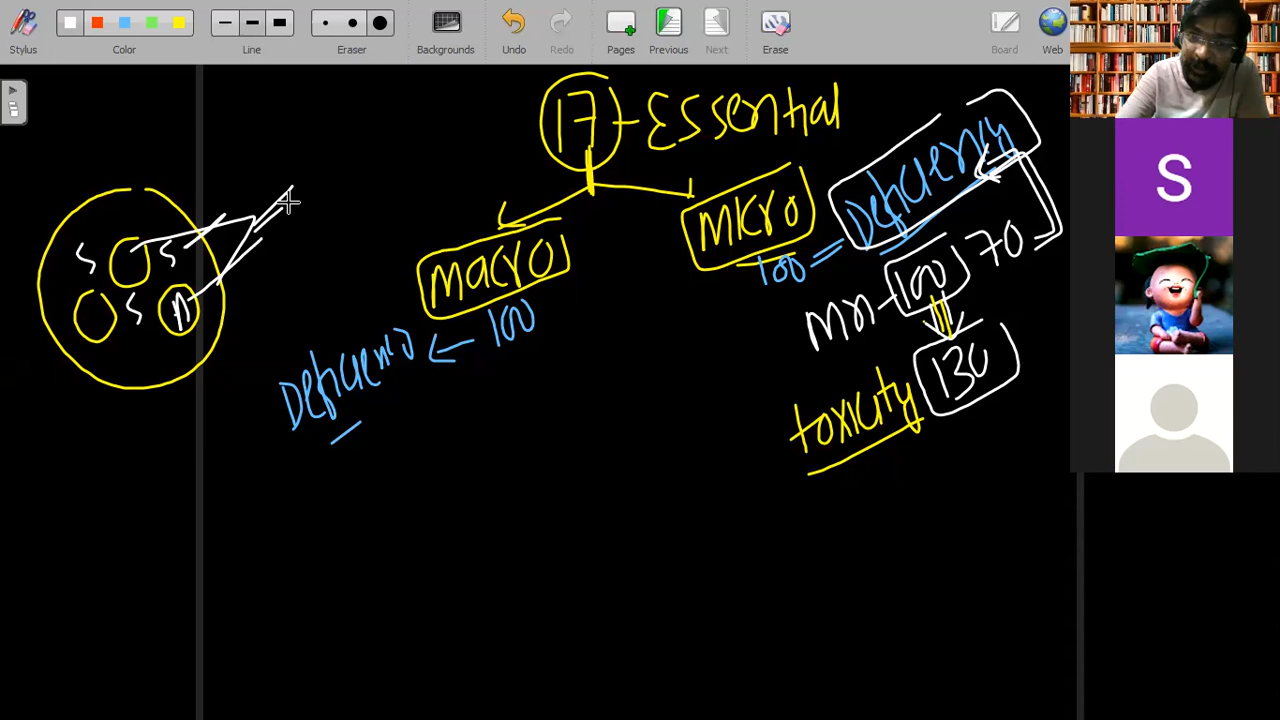 Stylus
Color
Line
Eraser
Backgrounds
Undo
Redo
Pages
Previous
Next
Erase
Board
Web
17 - Essential
Macro
Micro
Deficiency
100 =
100
70
Mn -
130
toxicity
100
S
S
S
n
S